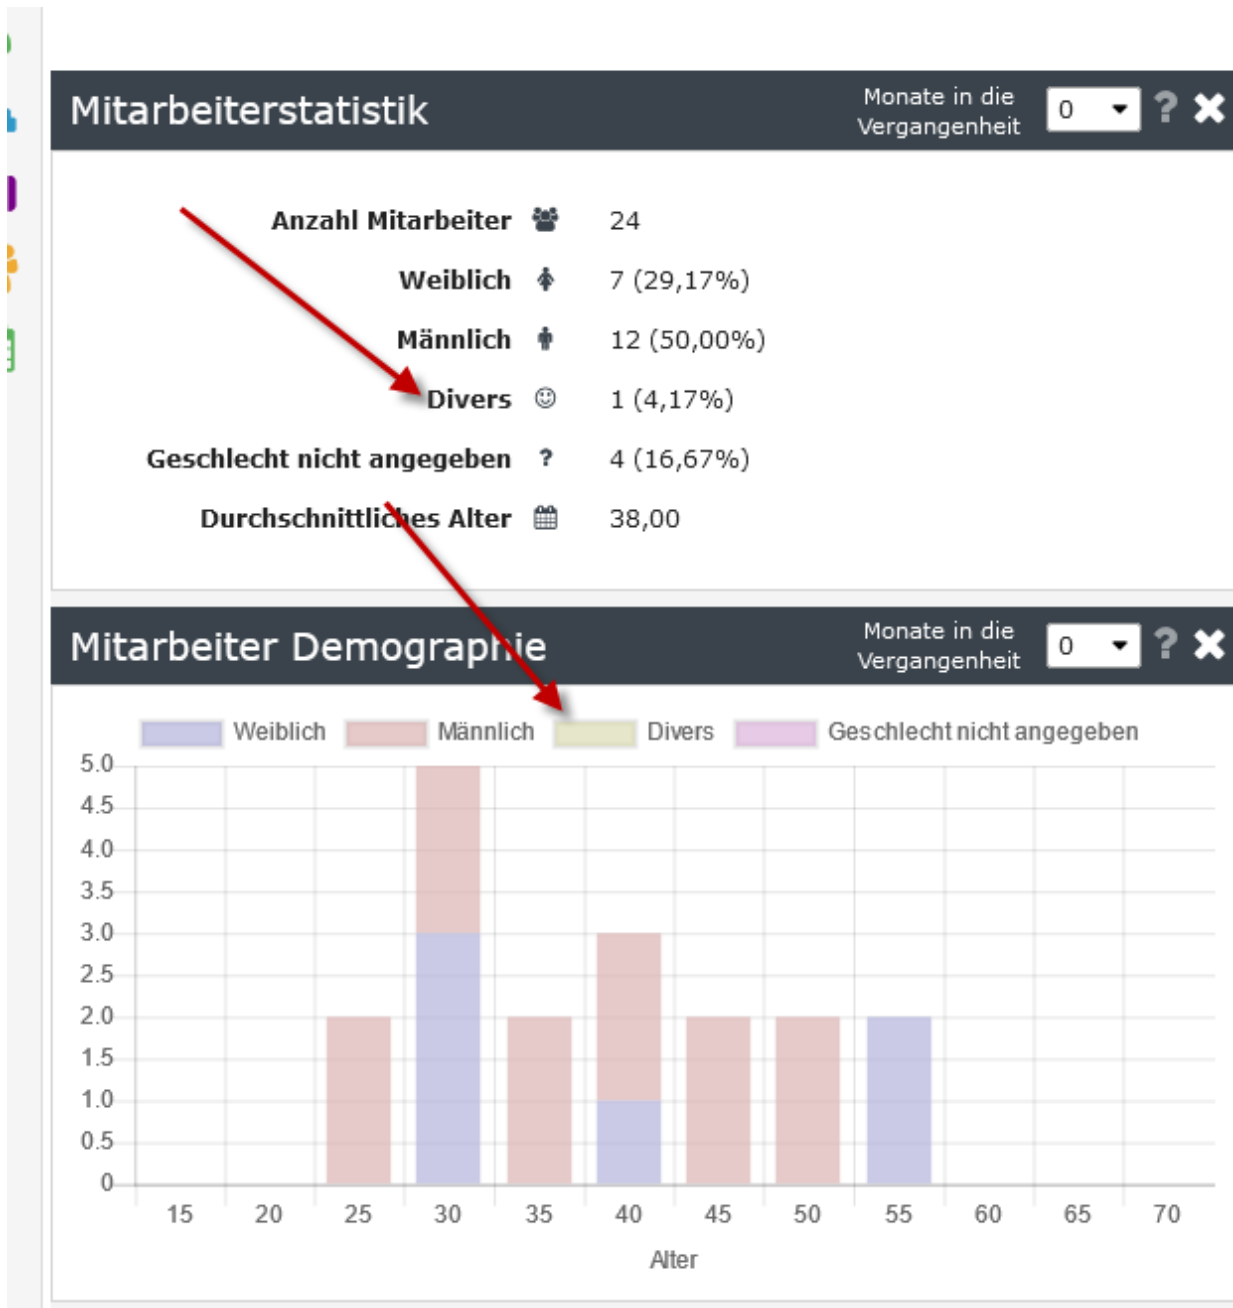 Mitarbeiterstatistik
Monate in die
Vergangenheit
0
?
Anzahl Mitarbeiter 24
Weiblich 7 (29,17%)
Männlich 12 (50,00%)
Divers 1 (4,17%)
Geschlecht nicht angegeben ? 4 (16,67%)
Durchschnittliches Alter 38,00
Mitarbeiter Demographie
Monate in die
Vergangenheit
0
?
Weiblich Männlich Divers Geschlecht nicht angegeben
5.0
4.5
4.0
3.5
3.0
2.5
2.0
1.5
1.0
0.5
0
15 20 25 30 35 40 45 50 55 60 65 70
Alter